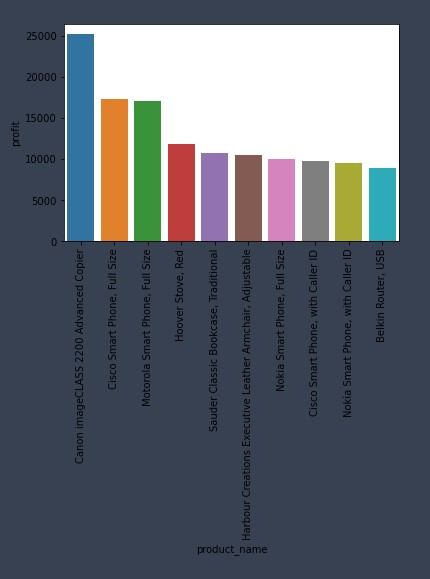 25000
20000
15000
10000
5000
0
profit
Canon imageCLASS 2200 Advanced Copier
Cisco Smart Phone, Full Size
Motorola Smart Phone, Full Size
Hoover Stove, Red
Sauder Classic Bookcase, Traditional
Harbour Creations Executive Leather Armchair, Adjustable
Nokia Smart Phone, Full Size
Cisco Smart Phone, with Caller ID
Nokia Smart Phone, with Caller ID
Belkin Router, USB
product_name